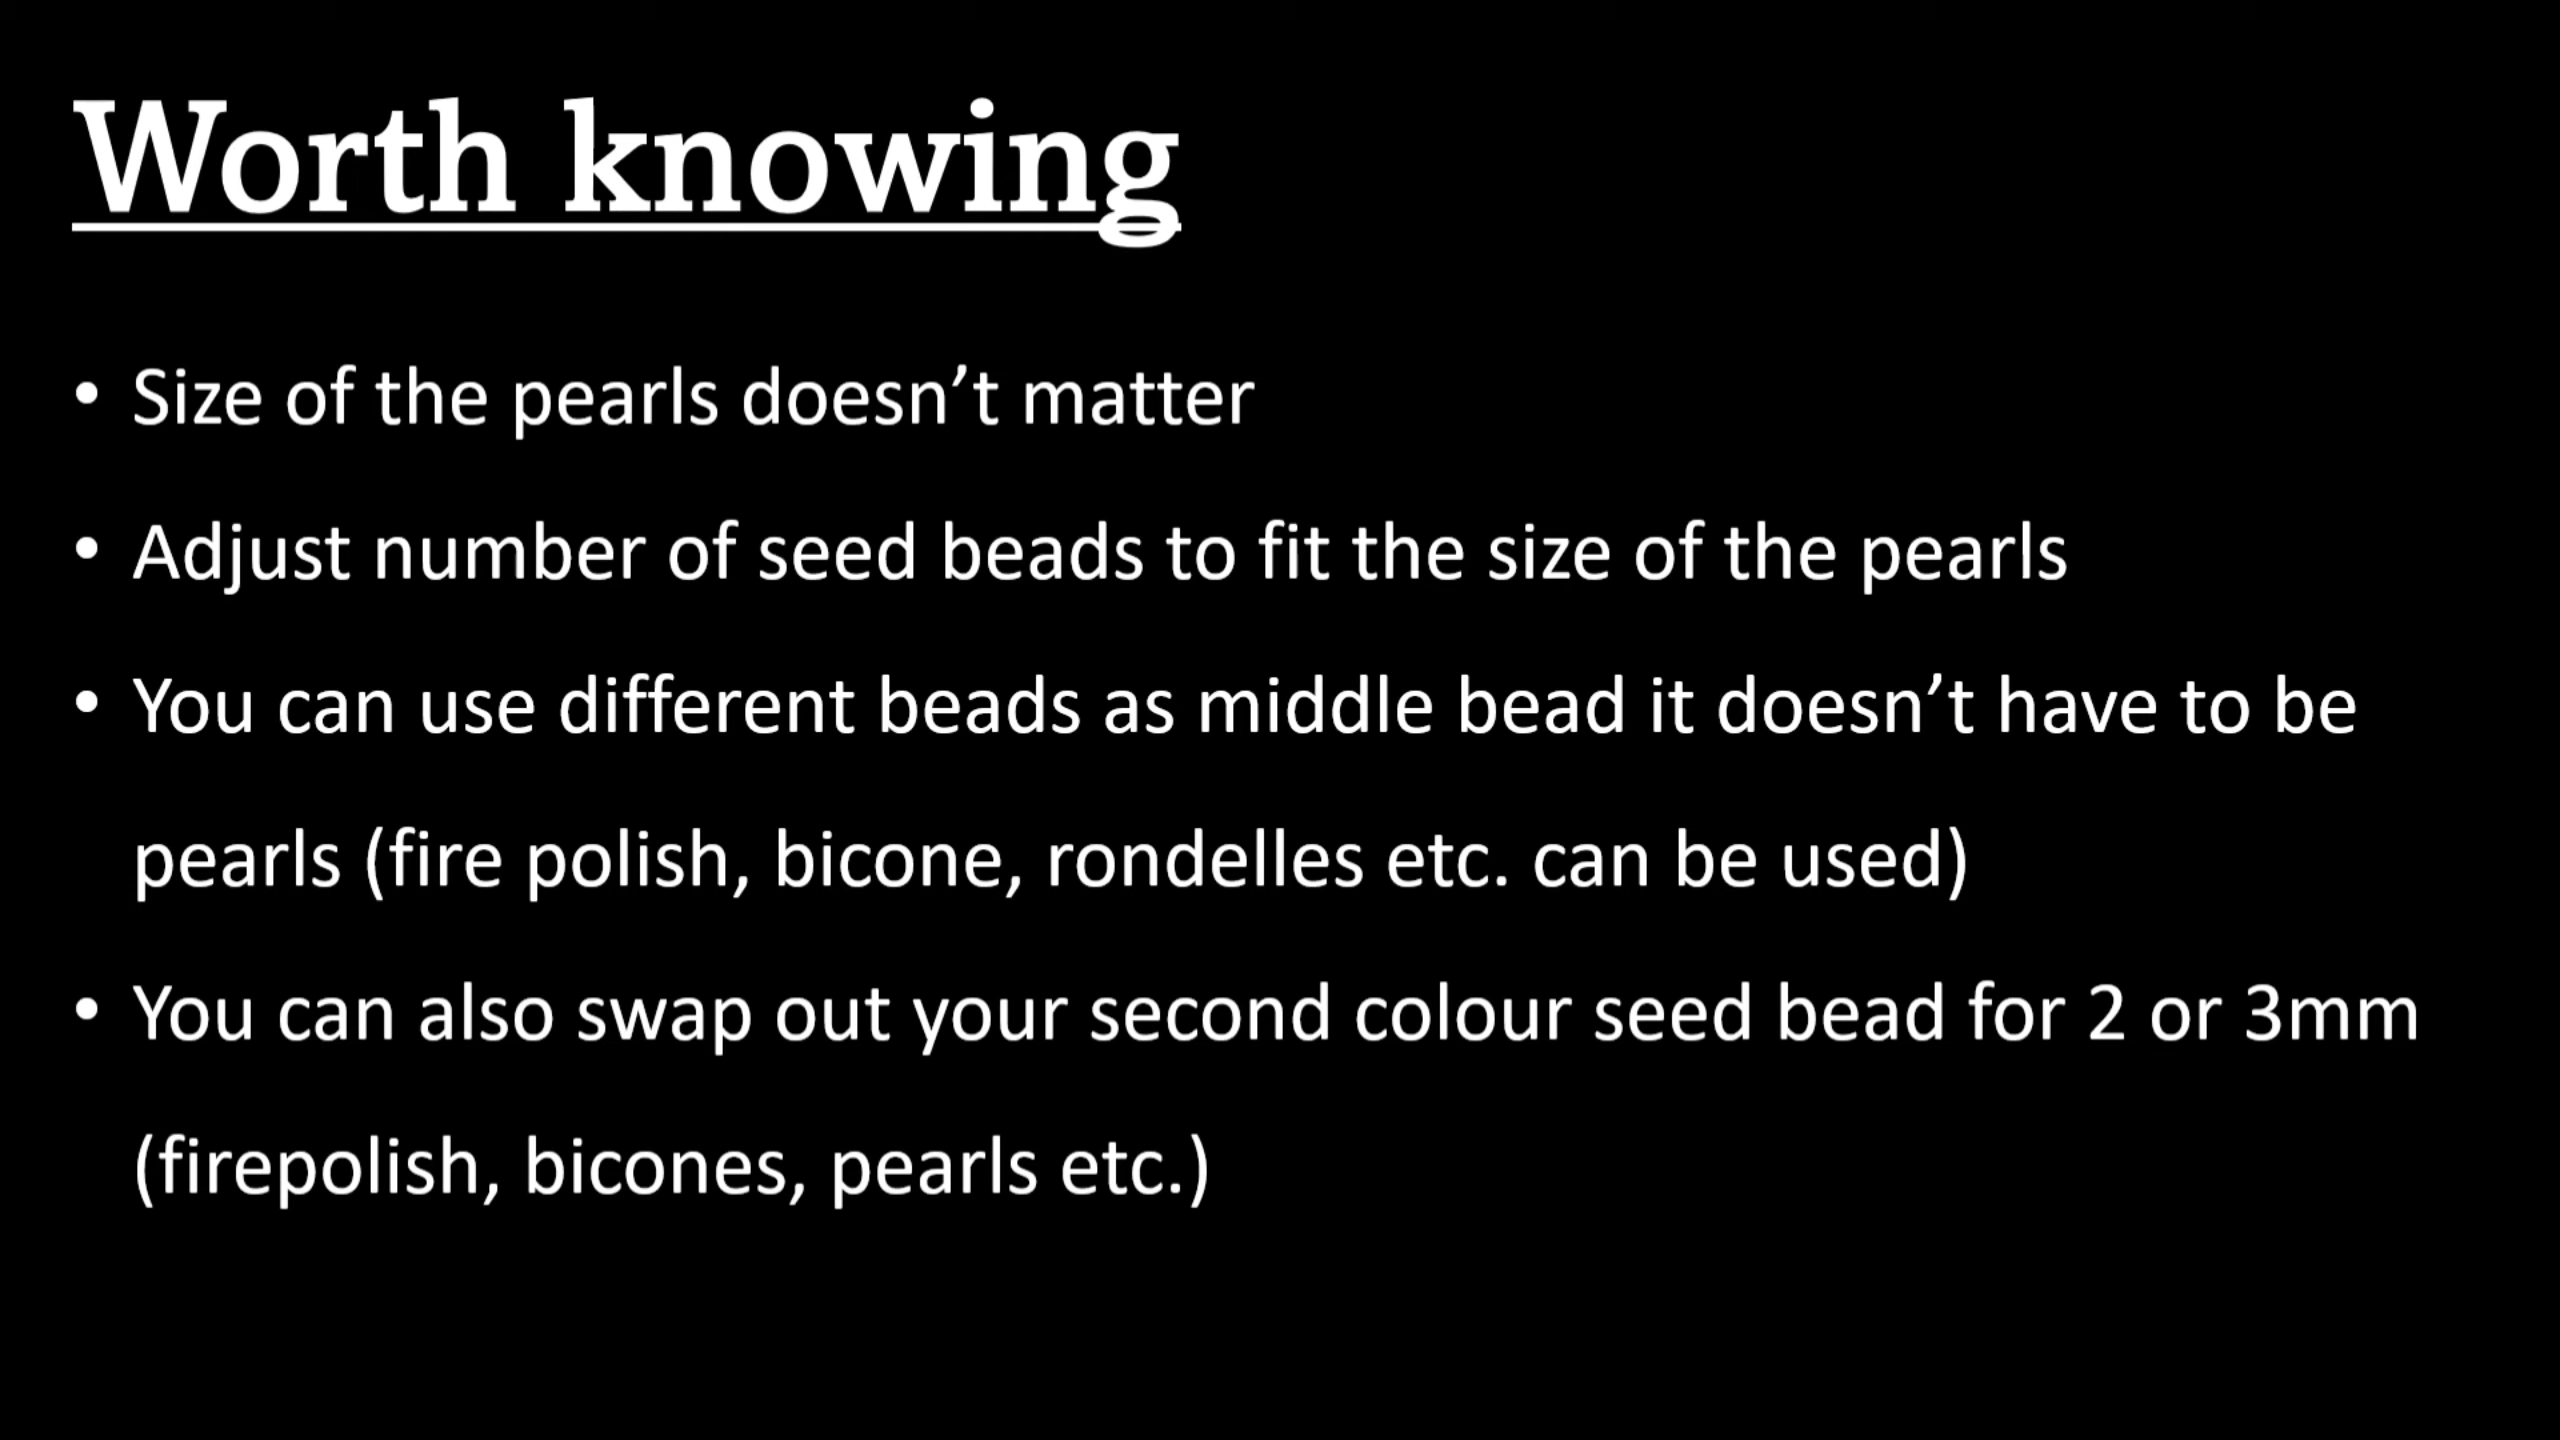 Worth knowing
• Size of the pearls doesn’t matter
• Adjust number of seed beads to fit the size of the pearls
• You can use different beads as middle bead it doesn’t have to be
pearls (fire polish, bicone, rondelles etc. can be used)
• You can also swap out your second colour seed bead for 2 or 3mm
(firepolish, bicones, pearls etc.)